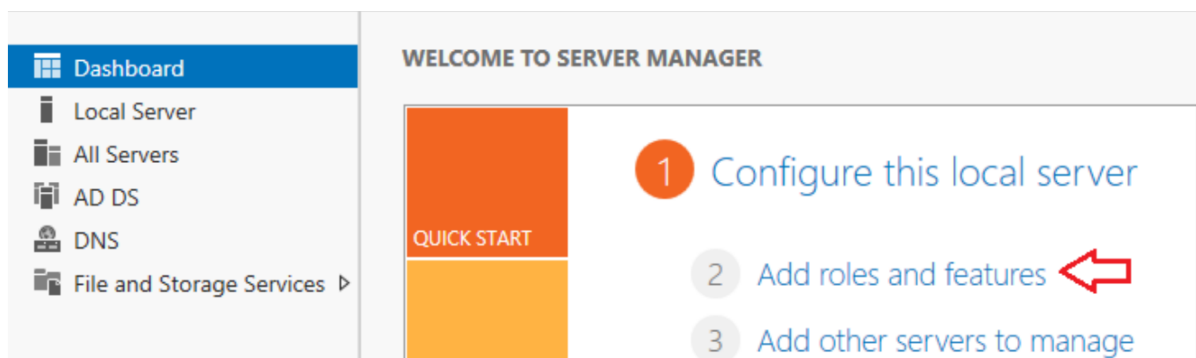 Dashboard
Local Server
All Servers
AD DS
DNS
File and Storage Services
WELCOME TO SERVER MANAGER
QUICK START
1 Configure this local server
2 Add roles and features
3 Add other servers to manage